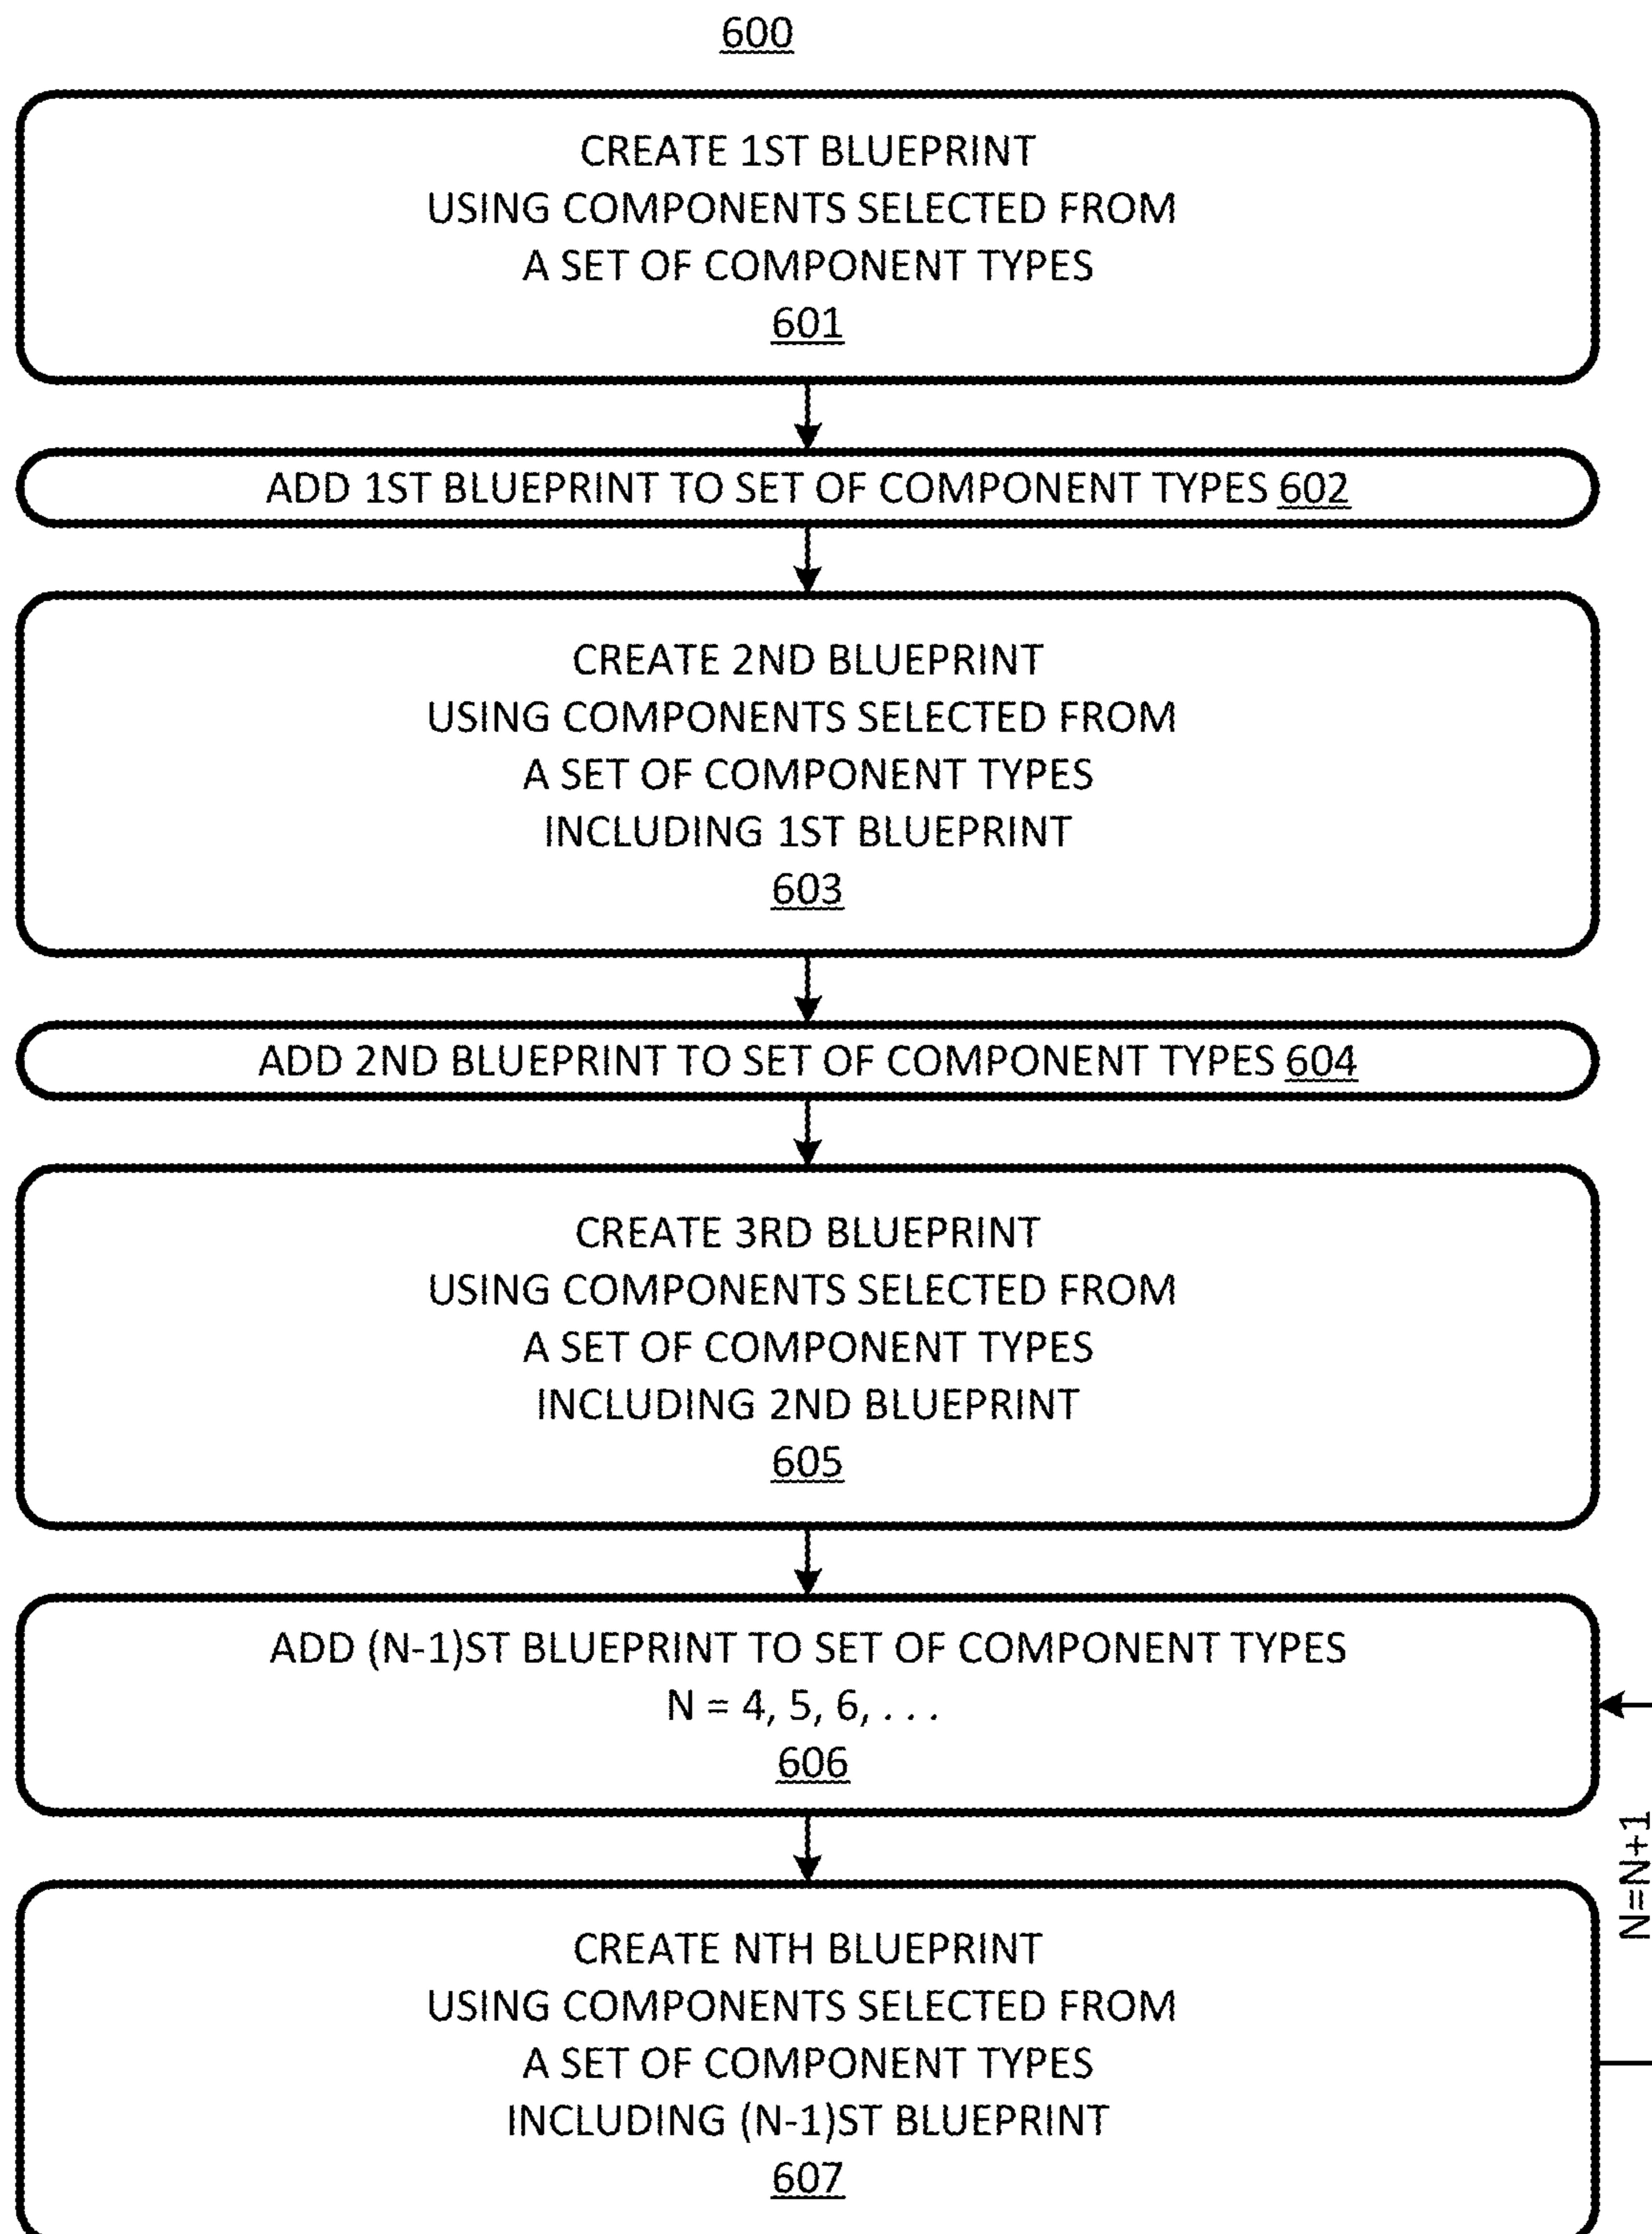 600
CREATE 1ST BLUEPRINT
USING COMPONENTS SELECTED FROM
A SET OF COMPONENT TYPES
601
ADD 1ST BLUEPRINT TO SET OF COMPONENT TYPES 602
CREATE 2ND BLUEPRINT
USING COMPONENTS SELECTED FROM
A SET OF COMPONENT TYPES
INCLUDING 1ST BLUEPRINT
603
ADD 2ND BLUEPRINT TO SET OF COMPONENT TYPES 604
CREATE 3RD BLUEPRINT
USING COMPONENTS SELECTED FROM
A SET OF COMPONENT TYPES
INCLUDING 2ND BLUEPRINT
605
ADD (N-1)ST BLUEPRINT TO SET OF COMPONENT TYPES
N = 4, 5, 6, . . .
606
N=N+1
CREATE NTH BLUEPRINT
USING COMPONENTS SELECTED FROM
A SET OF COMPONENT TYPES
INCLUDING (N-1)ST BLUEPRINT
607